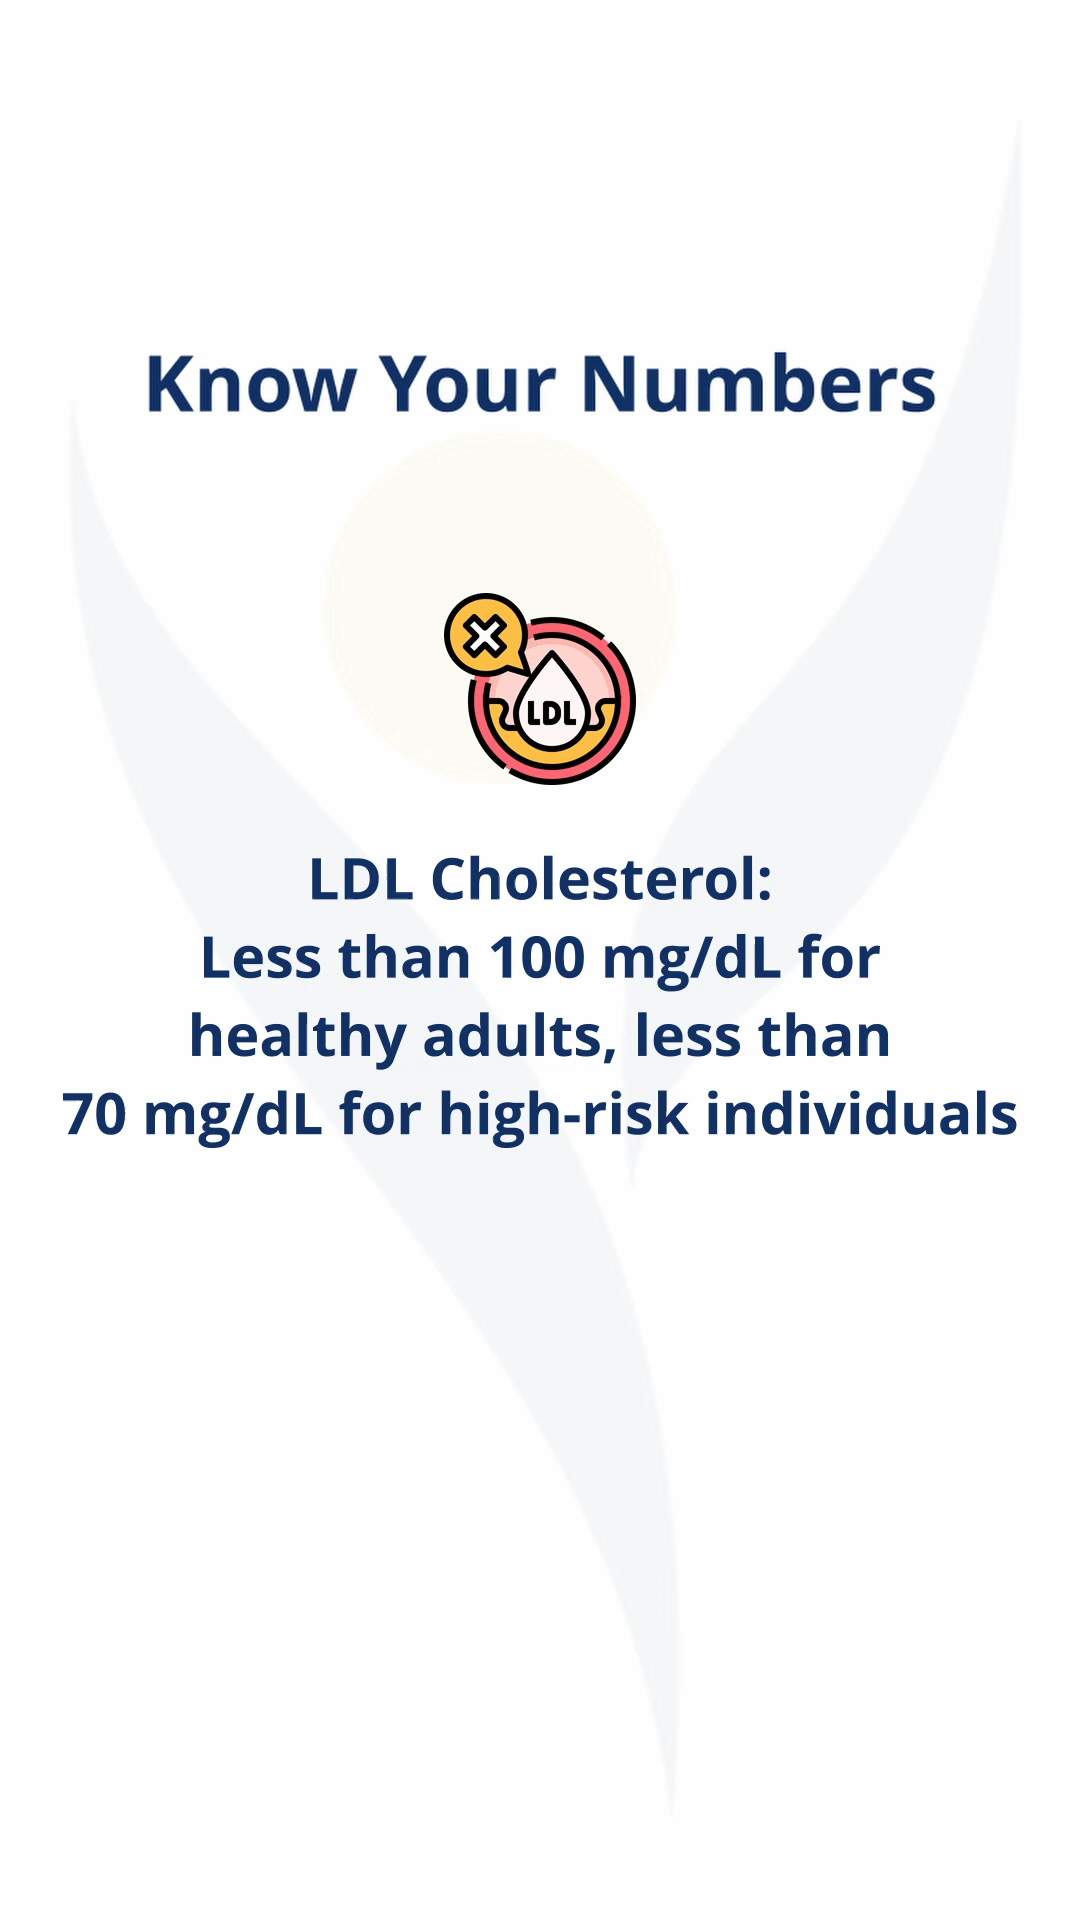 Know Your Numbers
LDL
LDL Cholesterol:
Less than 100 mg/dL for
healthy adults, less than
70 mg/dL for high-risk individuals